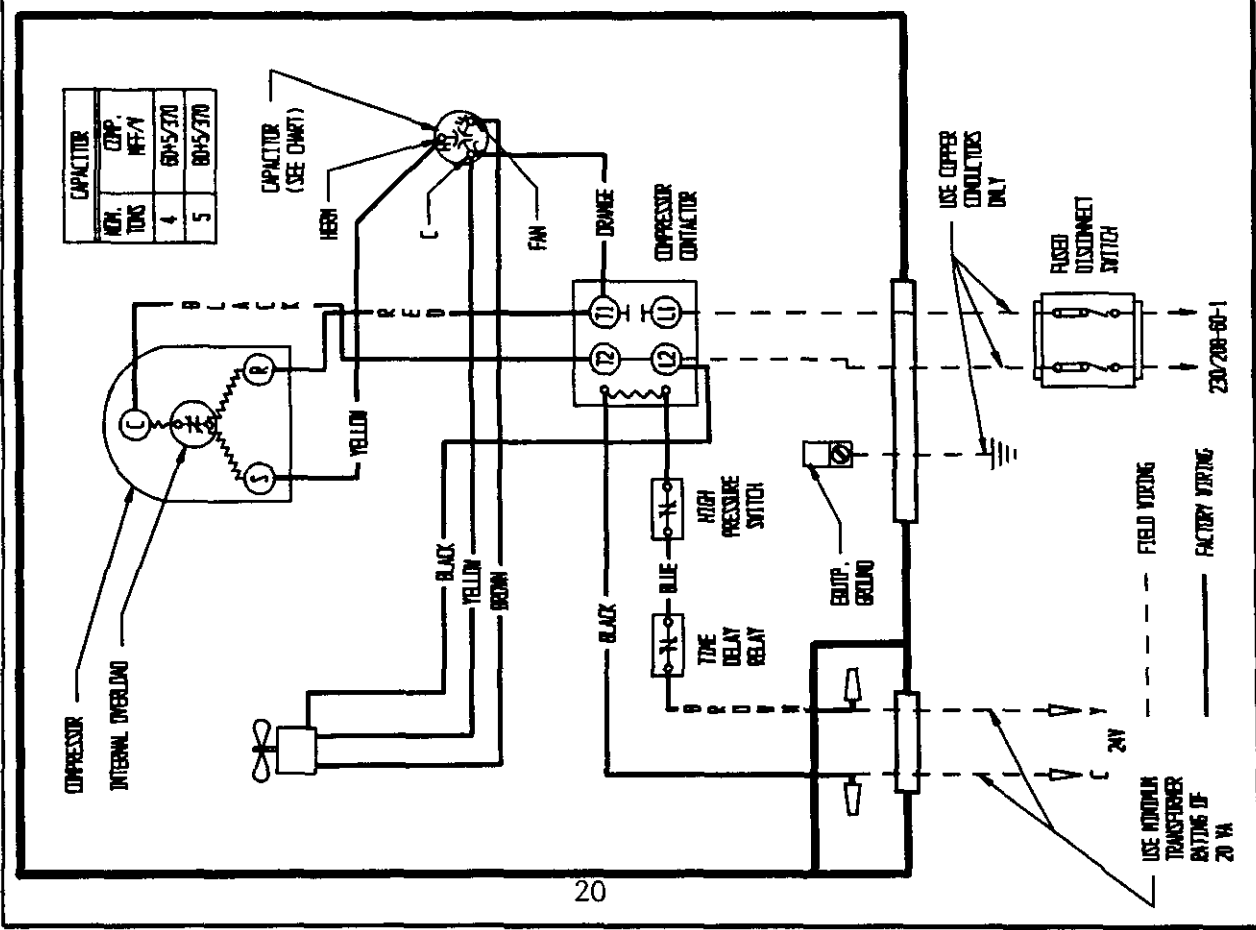 CAPACITOR
NOM. TONS
COMP. MFF/V
4
60+5/370
5
80+5/370
CAPACITOR
(SEE CHART)
HERM
C
FAN
ORANGE
COMPRESSOR
CONTACTOR
BLACK
RED
YELLOW
C
R
S
T1
L1
T2
L2
COMPRESSOR
INTERNAL OVERLOAD
BLACK
YELLOW
BROWN
BLACK
BLUE
HIGH
PRESSURE
SWITCH
TIME
DELAY
RELAY
BROWN
EQUIP.
GROUND
USE COPPER
CONDUCTORS
ONLY
FUSED
DISCONNECT
SWITCH
230/208-60-1
FIELD WIRING
FACTORY WIRING
Y
24V
C
USE MINIMUM
TRANSFORMER
RATING OF
20 VA
20